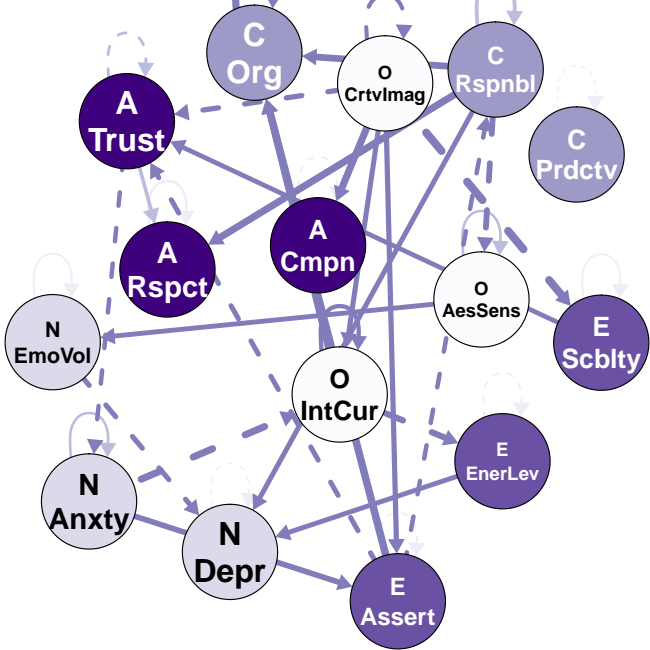 C
Org
O
CrtvImag
C
Rspnbl
A
Trust
C
Prdctv
A
Rspct
A
Cmpn
O
AesSens
N
EmoVol
E
Scblty
O
IntCur
E
EnerLev
N
Anxty
N
Depr
E
Assert